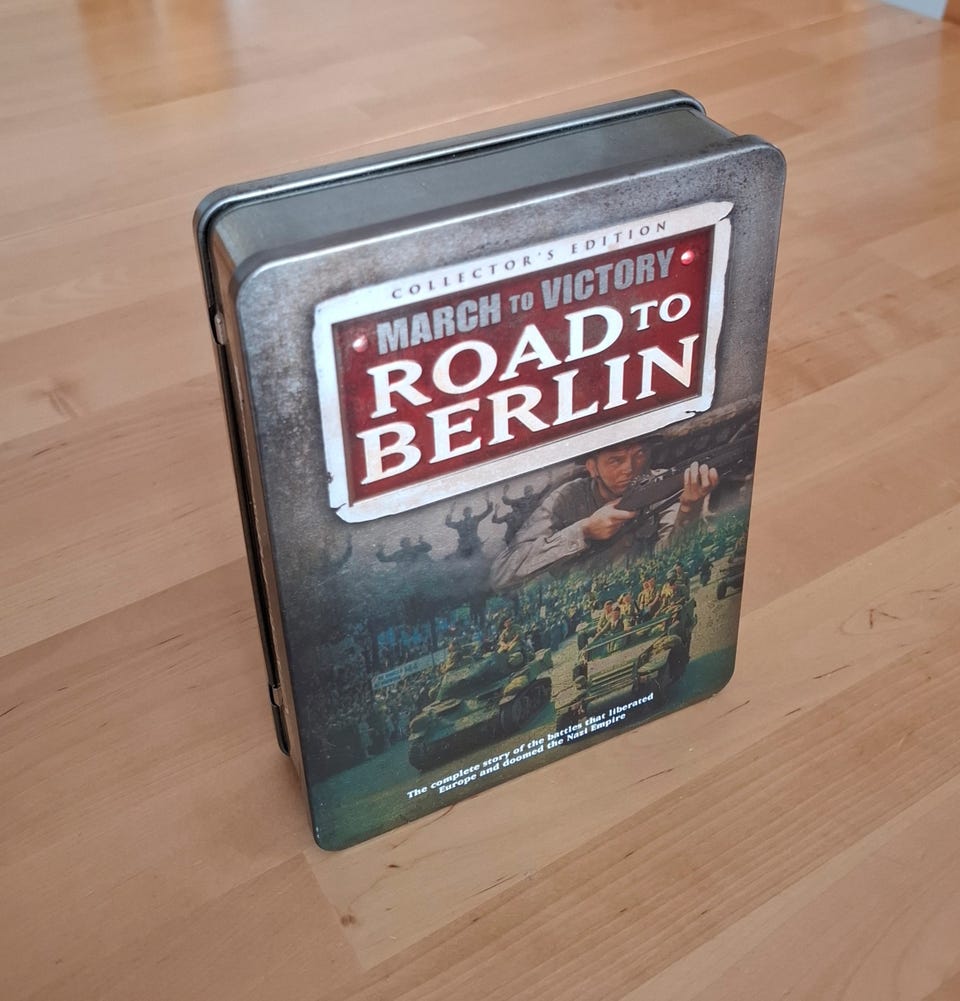 COLLECTOR'S EDITION
MARCH TO VICTORY
ROAD TO
BERLIN
The complete story of the battles that liberated
Europe and doomed the Nazi Empire